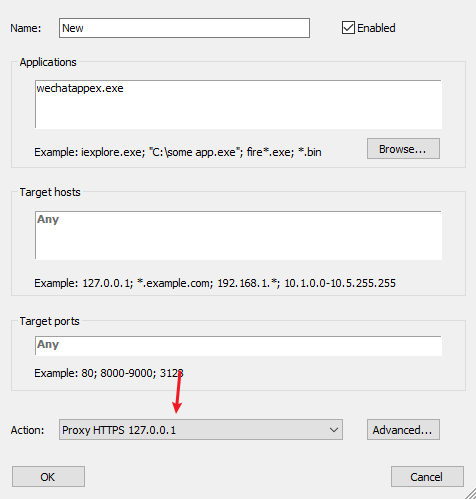 Name: New Enabled
Applications
wechatappex.exe
Example: iexplore.exe; "C:\some app.exe"; fire*.exe; *.bin Browse...
Target hosts
Any
Example: 127.0.0.1; *.example.com; 192.168.1.*; 10.1.0.0-10.5.255.255
Target ports
Any
Example: 80; 8000-9000; 3128
Action: Proxy HTTPS 127.0.0.1 Advanced...
OK Cancel